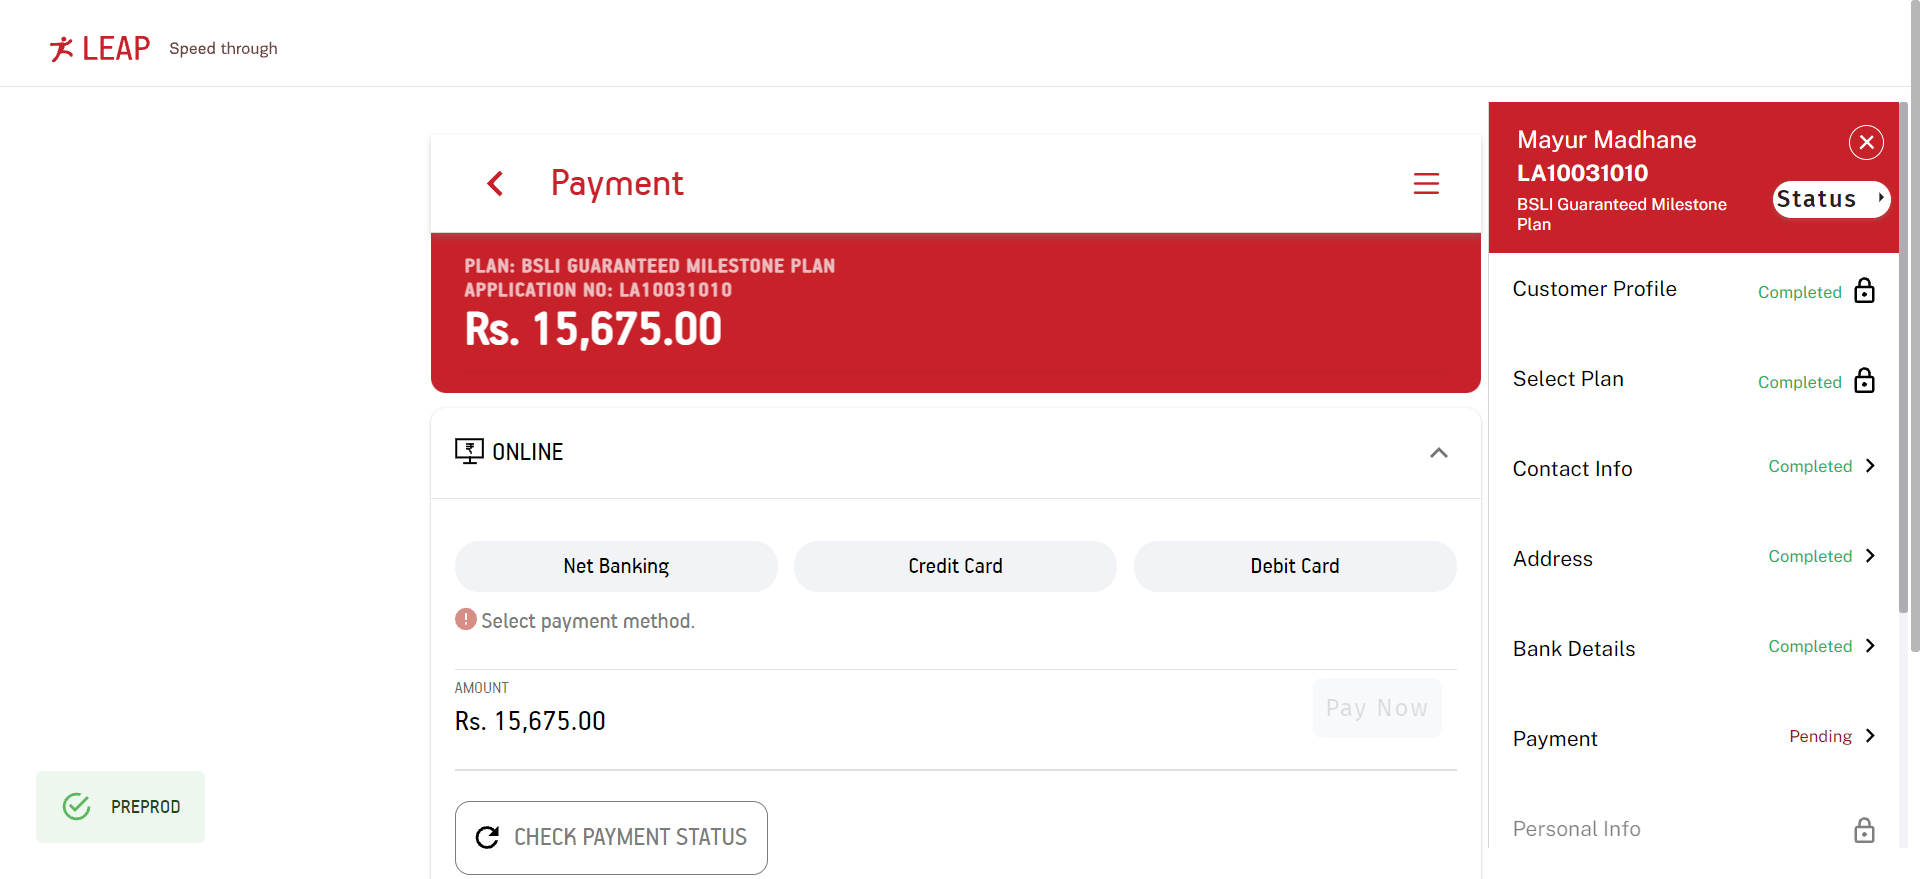 LEAP Speed through
Payment
PLAN: BSLI GUARANTEED MILESTONE PLAN
APPLICATION NO: LA10031010
Rs. 15,675.00
ONLINE
Net Banking
Credit Card
Debit Card
Select payment method.
AMOUNT
Rs. 15,675.00
Pay Now
CHECK PAYMENT STATUS
PREPROD
Mayur Madhane
LA10031010
BSLI Guaranteed Milestone
Plan
Status
Customer Profile Completed
Select Plan Completed
Contact Info Completed
Address Completed
Bank Details Completed
Payment Pending
Personal Info